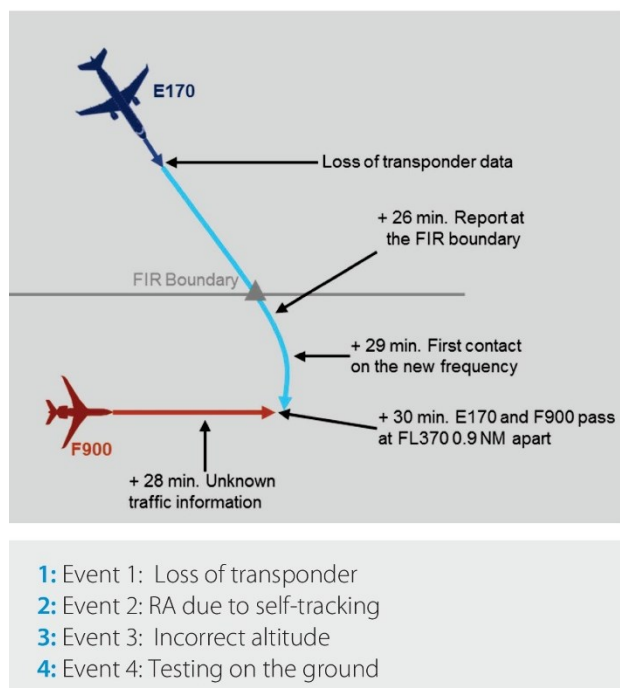 E170
Loss of transponder data
+ 26 min. Report at
the FIR boundary
FIR Boundary
+ 29 min. First contact
on the new frequency
+ 30 min. E170 and F900 pass
at FL370 0.9 NM apart
F900
+ 28 min. Unknown
traffic information
1: Event 1: Loss of transponder
2: Event 2: RA due to self-tracking
3: Event 3: Incorrect altitude
4: Event 4: Testing on the ground